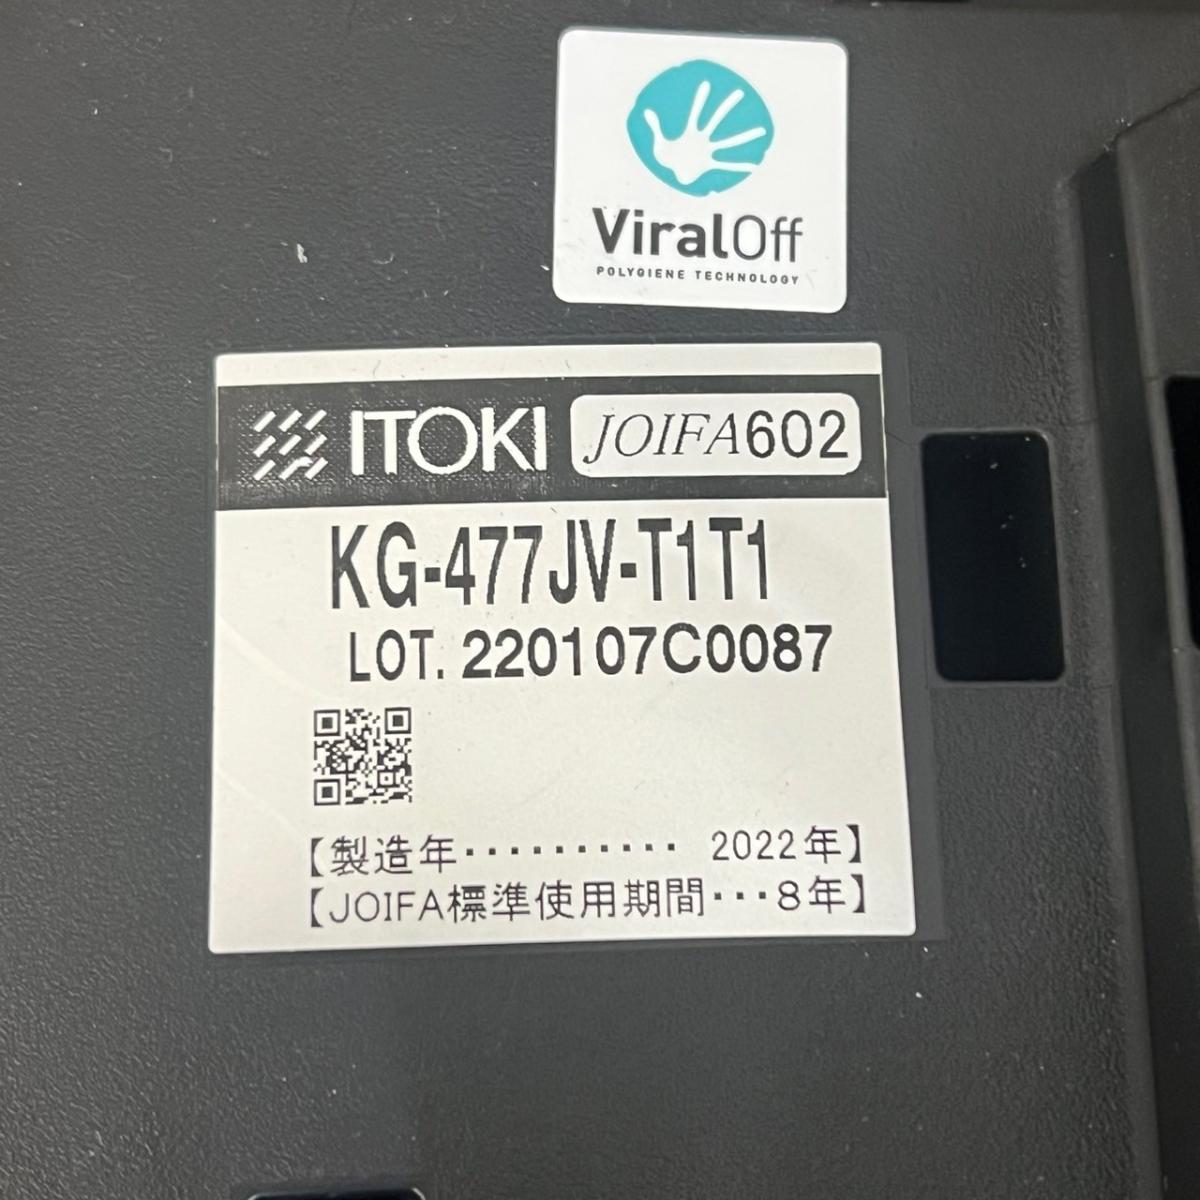 ViralOff
POLYGIENE TECHNOLOGY
ITOKI JOIFA602
KG-477JV-T1T1
LOT. 220107C0087
【製造年・・・・・・・・・・ 2022年】
【JOIFA標準使用期間・・・8年】